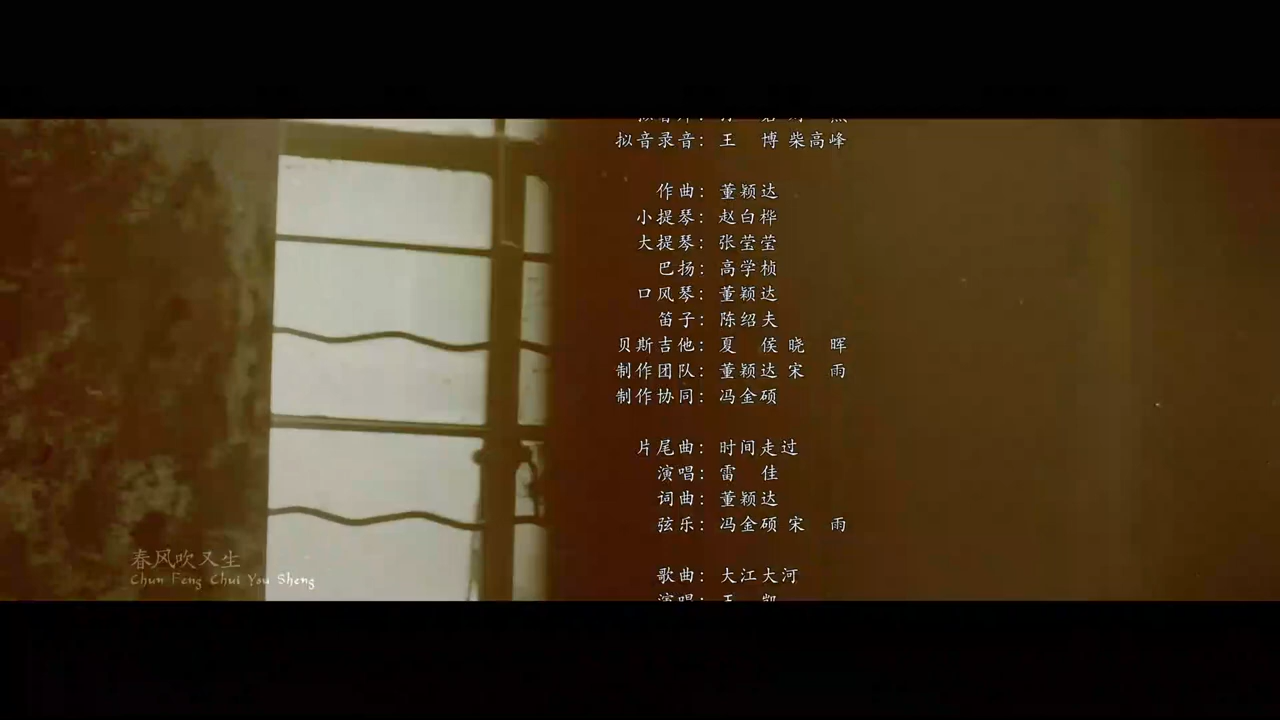 拟音录音：王　博 柴高峰
作曲：董颖达
小提琴：赵白桦
大提琴：张莹莹
巴扬：高学桢
口风琴：董颖达
笛子：陈绍夫
贝斯吉他：夏　侯 晓　晖
制作团队：董颖达 宋　雨
制作协同：冯金硕
片尾曲：时间走过
演唱：雷　佳
词曲：董颖达
弦乐：冯金硕 宋　雨
歌曲：大江大河
演唱：王　凯
春风吹又生
Chun Feng Chui You Sheng